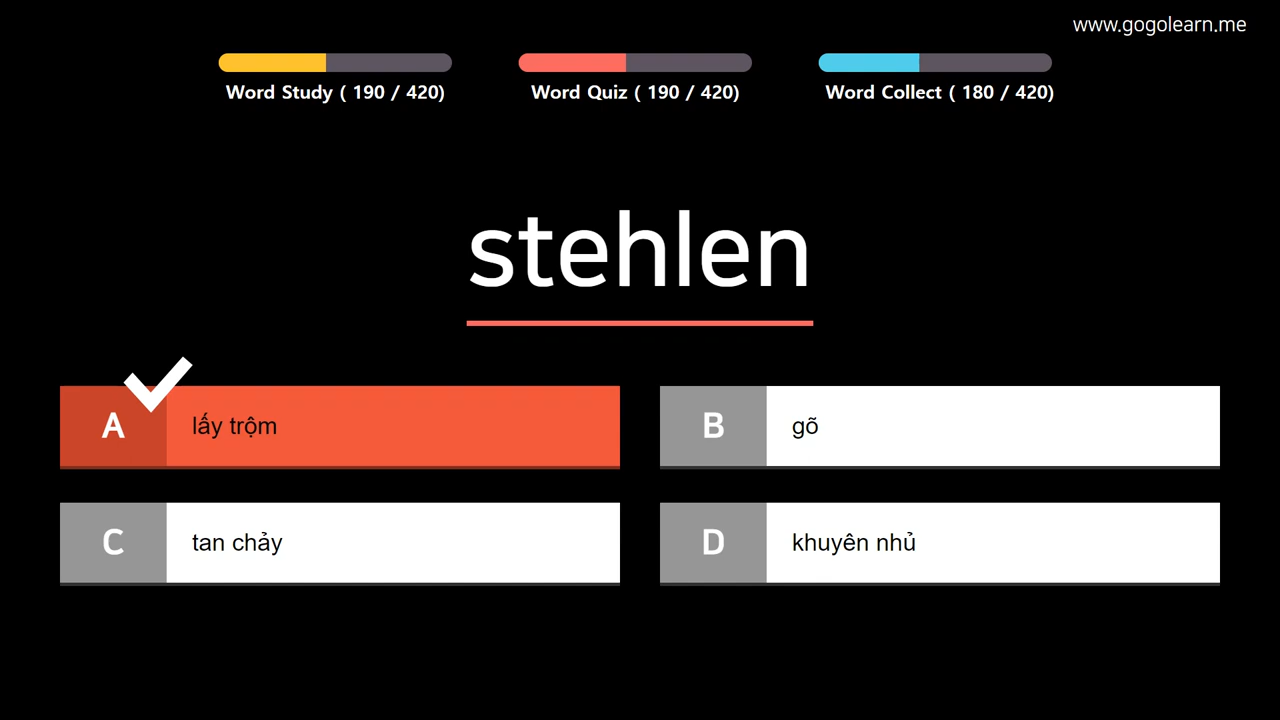 www.gogolearn.me
Word Study ( 190 / 420)
Word Quiz ( 190 / 420)
Word Collect ( 180 / 420)
stehlen
A lấy trộm
B gõ
C tan chảy
D khuyên nhủ